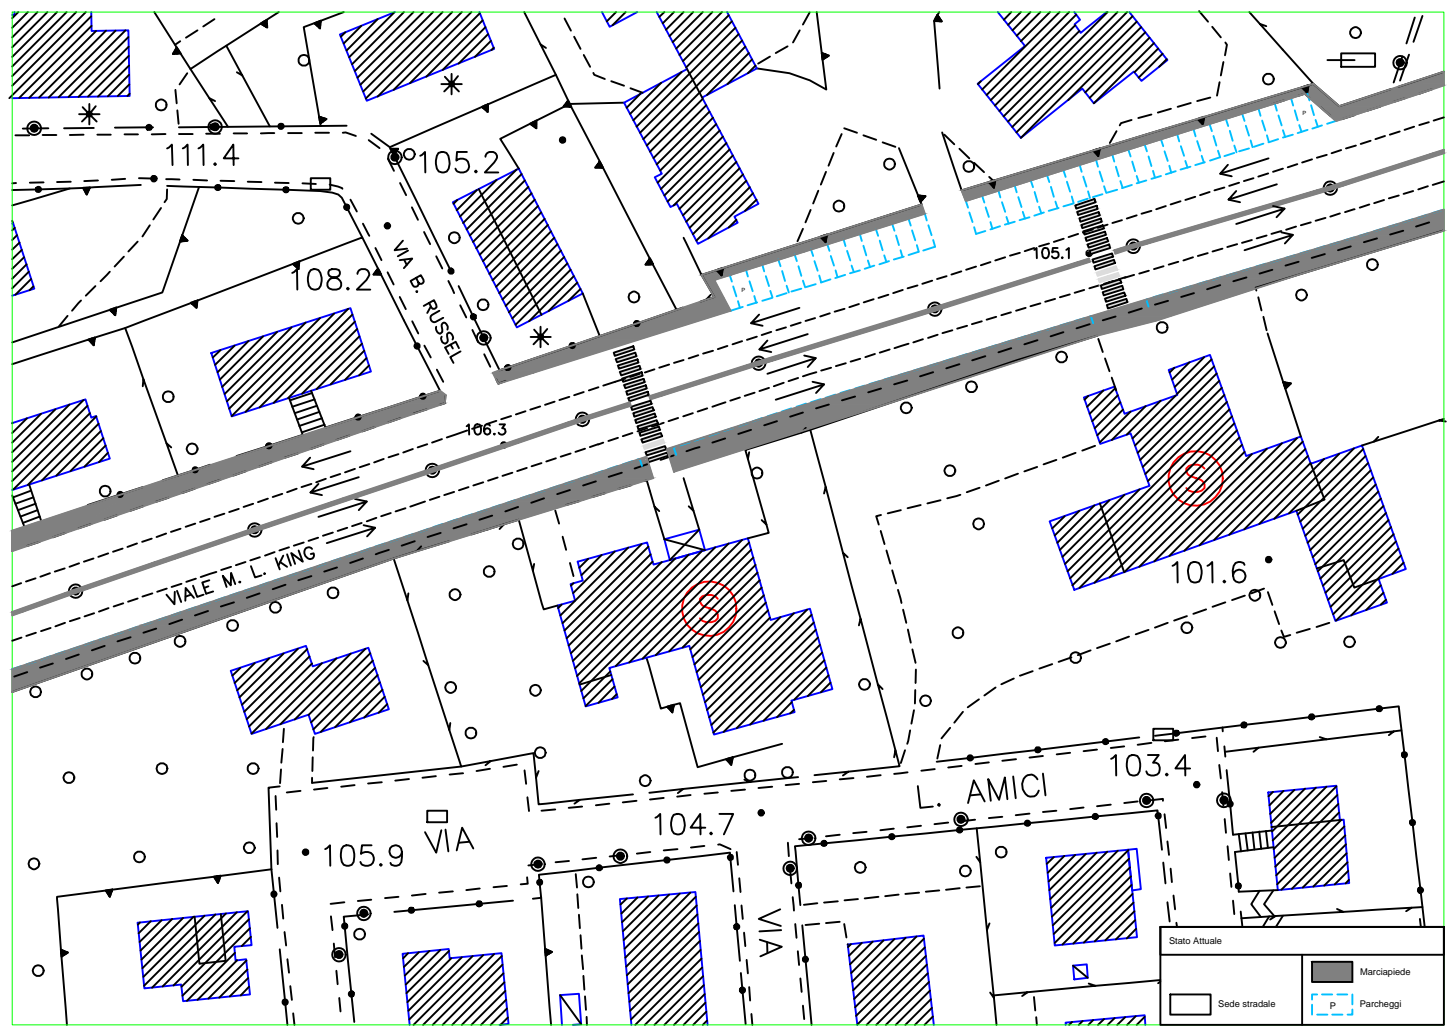 P
111.4
105.2
VIA B. RUSSEL
105.1
108.2
P
106.3
S
VIALE M. L. KING
101.6
S
103.4
L. AMICI
104.7
VIA
105.9
VIA
Stato Attuale
Marciapiede
Sede stradale
P
Parcheggi